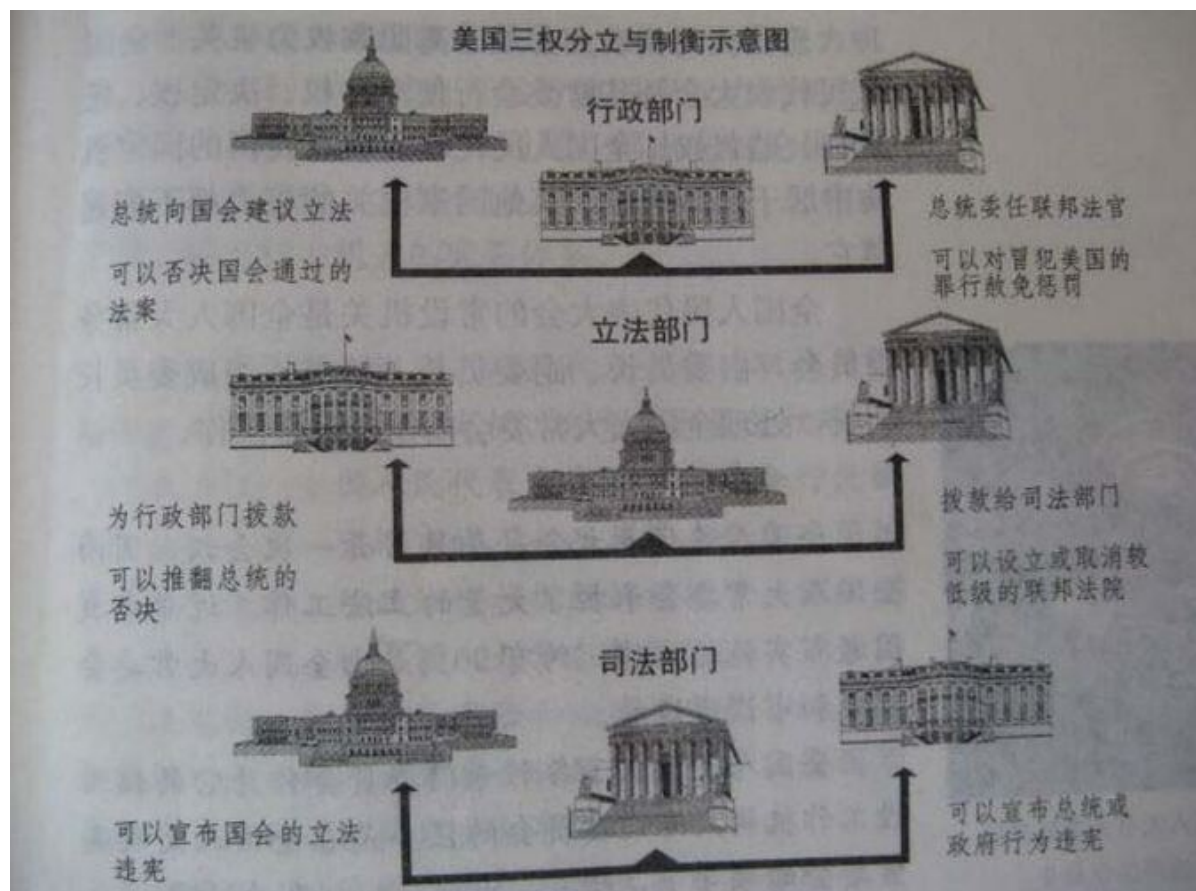 美国三权分立与制衡示意图
行政部门
总统向国会建议立法
可以否决国会通过的
法案
总统委任联邦法官
可以对冒犯美国的
罪行赦免惩罚
立法部门
为行政部门拨款
可以推翻总统的
否决
拨款给司法部门
可以设立或取消较
低级的联邦法院
司法部门
可以宣布国会的立法
违宪
可以宣布总统或
政府行为违宪